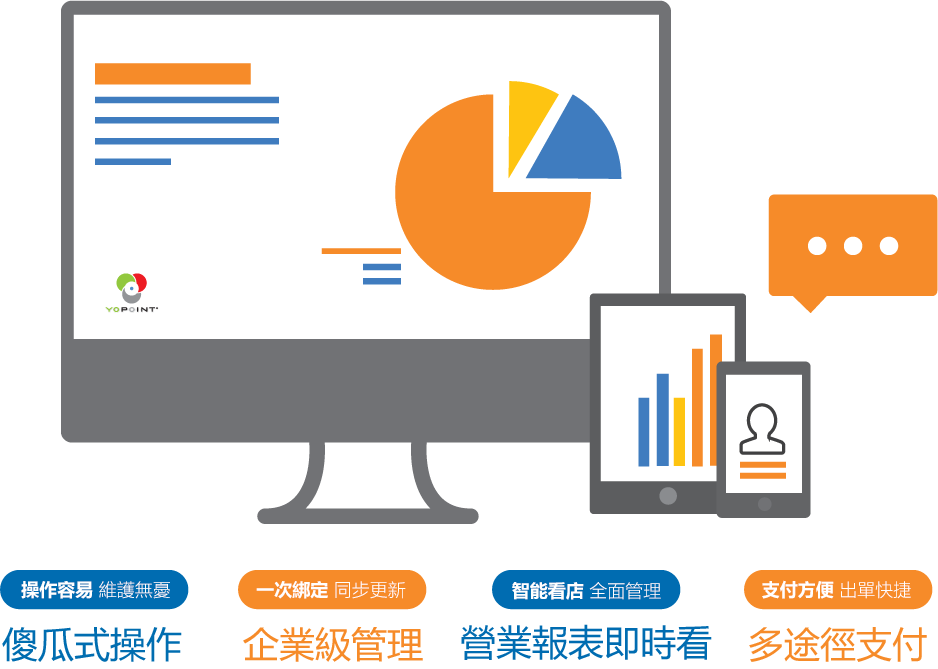 YOPOINT
操作容易 維護無憂
傻瓜式操作
一次綁定 同步更新
企業級管理
智能看店 全面管理
營業報表即時看
支付方便 出單快捷
多途徑支付